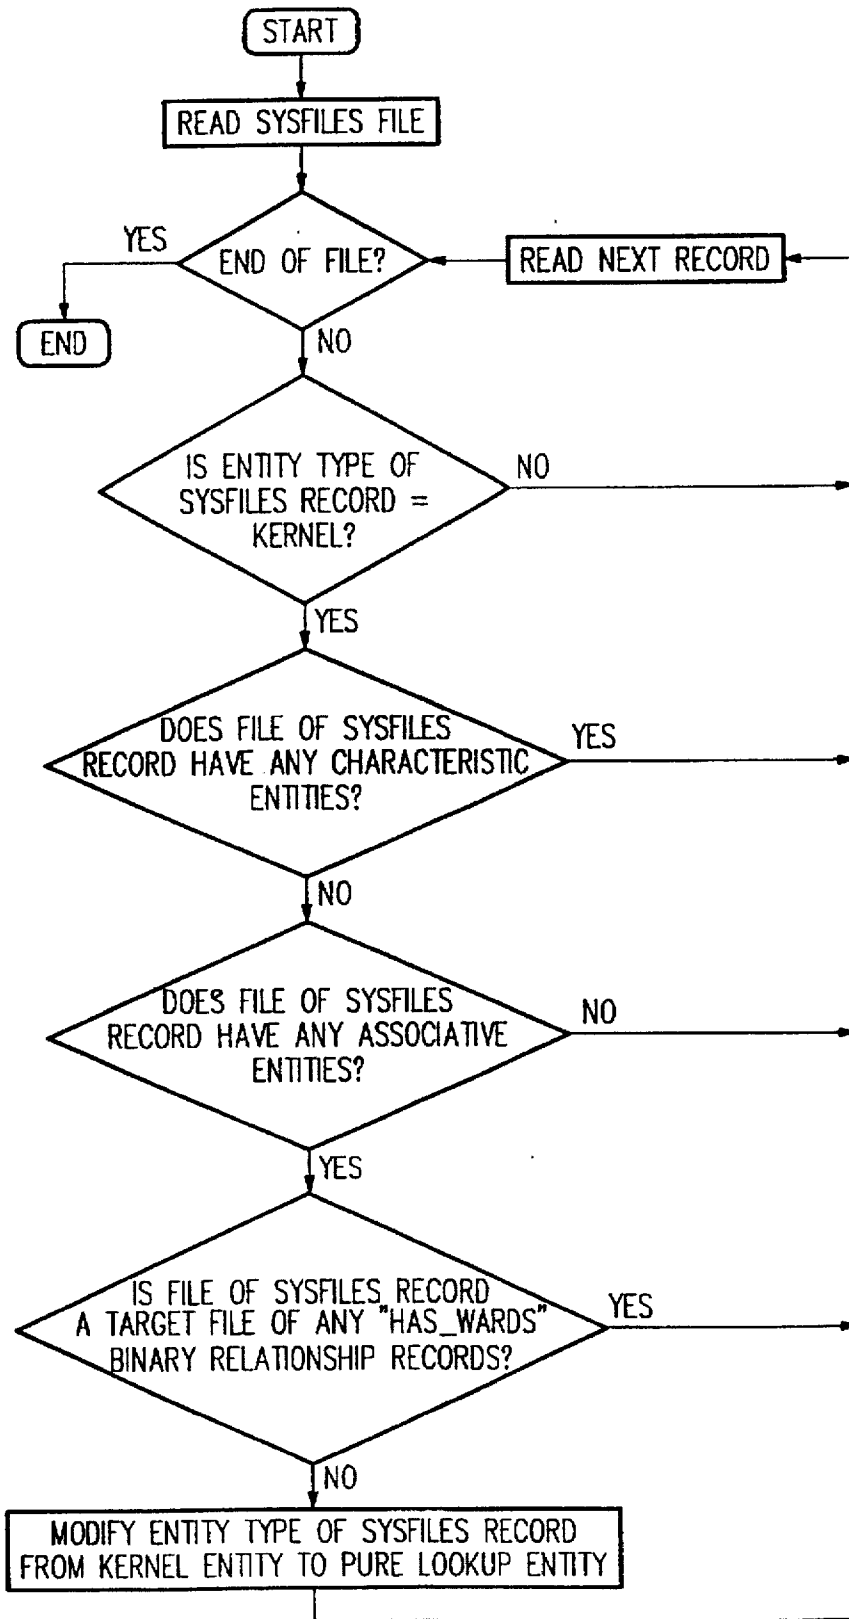 START
READ SYSFILES FILE
YES
END OF FILE?
READ NEXT RECORD
END
NO
IS ENTITY TYPE OF
SYSFILES RECORD =
KERNEL?
NO
YES
DOES FILE OF SYSFILES
RECORD HAVE ANY CHARACTERISTIC
ENTITIES?
YES
NO
DOES FILE OF SYSFILES
RECORD HAVE ANY ASSOCIATIVE
ENTITIES?
NO
YES
IS FILE OF SYSFILES RECORD
A TARGET FILE OF ANY "HAS_WARDS"
BINARY RELATIONSHIP RECORDS?
YES
NO
MODIFY ENTITY TYPE OF SYSFILES RECORD
FROM KERNEL ENTITY TO PURE LOOKUP ENTITY